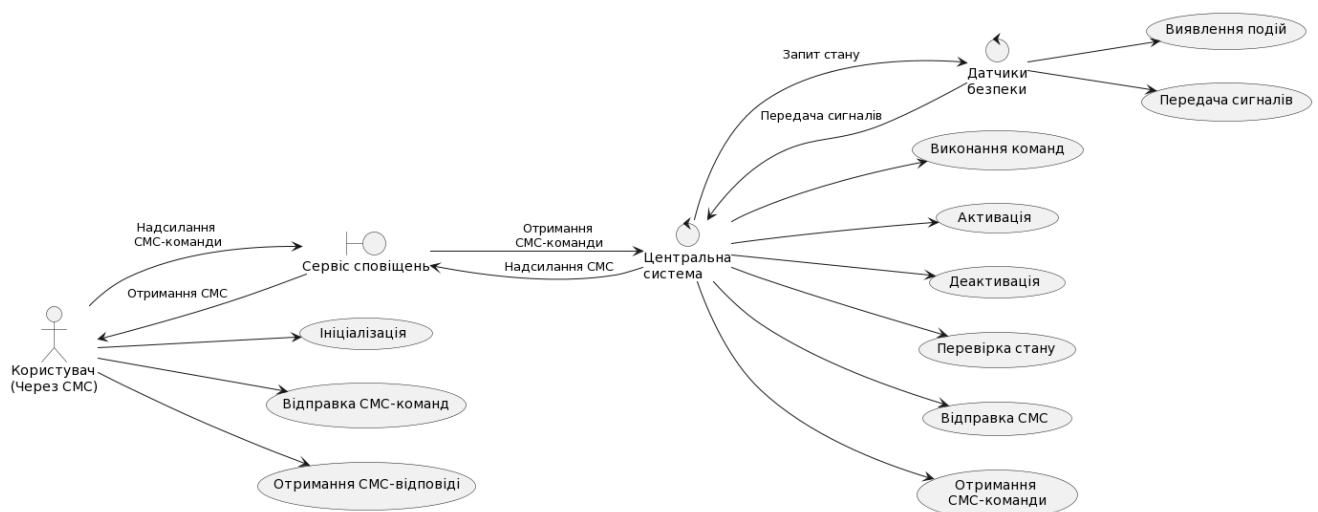 Виявлення подій
Запит стану
Датчики
безпеки
Передача сигналів
Передача сигналів
Виконання команд
Надсилання
СМС-команди
Отримання
СМС-команди
Активація
Сервіс сповіщень
Надсилання СМС
Центральна
система
Отримання СМС
Деактивація
Ініціалізація
Перевірка стану
Користувач
(Через СМС)
Відправка СМС-команд
Відправка СМС
Отримання СМС-відповіді
Отримання
СМС-команди